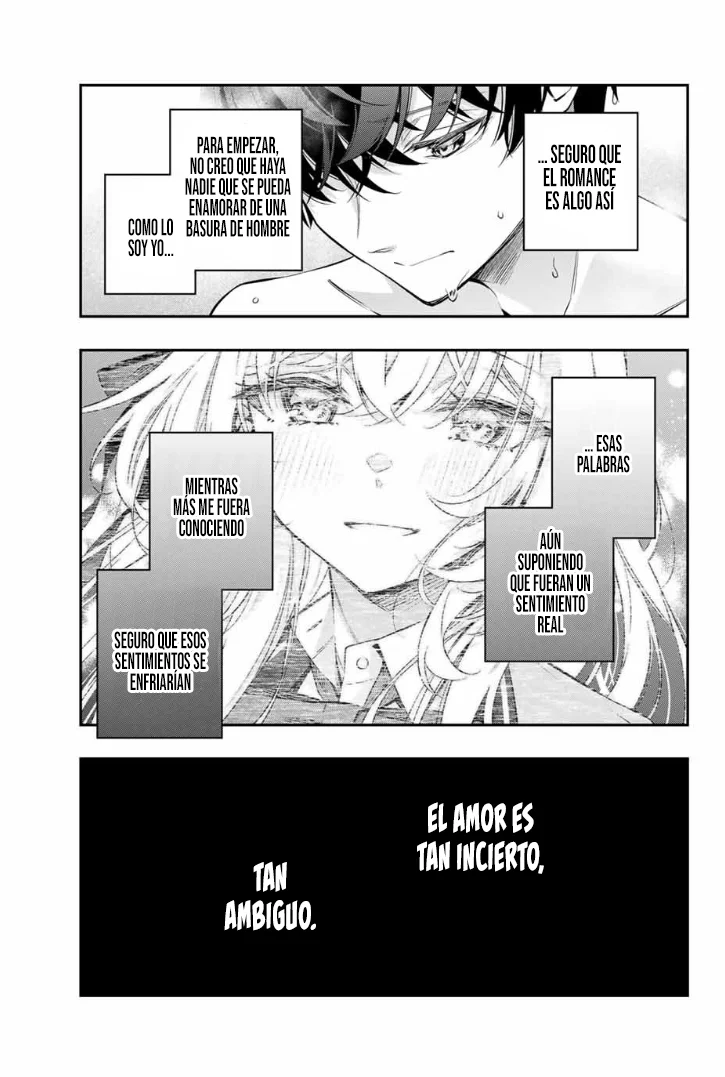 ... SEGURO QUE
EL ROMANCE
ES ALGO ASÍ
PARA EMPEZAR,
NO CREO QUE HAYA
NADIE QUE SE PUEDA
ENAMORAR DE UNA
BASURA DE HOMBRE
COMO LO
SOY YO...
... ESAS
PALABRAS
AÚN
SUPONIENDO
QUE FUERAN UN
SENTIMIENTO
REAL
MIENTRAS
MÁS ME FUERA
CONOCIENDO
SEGURO QUE ESOS
SENTIMIENTOS SE
ENFRIARÍAN
EL AMOR ES
TAN INCIERTO,
TAN
AMBIGUO.